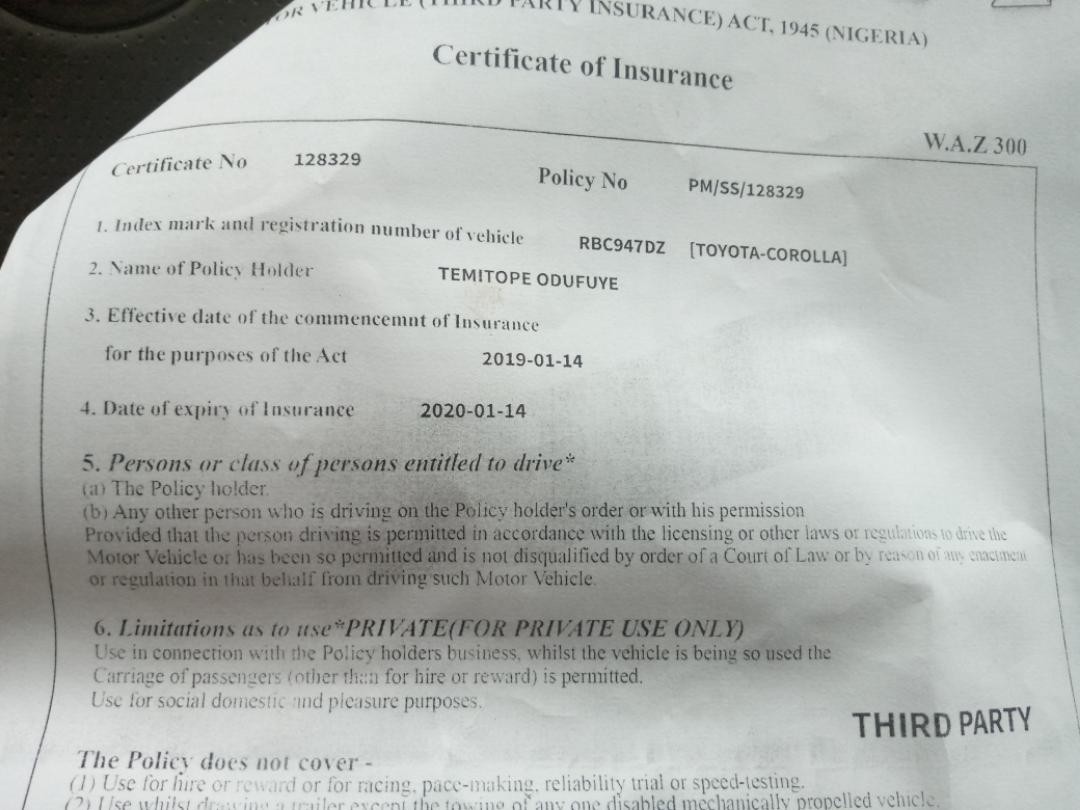 VEHICLE (THIRD PARTY INSURANCE) ACT, 1945 (NIGERIA)
Certificate of Insurance
W.A.Z 300
Certificate No 128329 Policy No PM/SS/128329
1. Index mark and registration number of vehicle RBC947DZ [TOYOTA-COROLLA]
2. Name of Policy Holder TEMITOPE ODUFUYE
3. Effective date of the commencemnt of Insurance
for the purposes of the Act 2019-01-14
4. Date of expiry of Insurance 2020-01-14
5. Persons or class of persons entitled to drive*
(a) The Policy holder.
(b) Any other person who is driving on the Policy holder's order or with his permission
Provided that the person driving is permitted in accordance with the licensing or other laws or regulations to drive the
Motor Vehicle or has been so permitted and is not disqualified by order of a Court of Law or by reason of any enactment
or regulation in that behalf from driving such Motor Vehicle.
6. Limitations as to use*PRIVATE(FOR PRIVATE USE ONLY)
Use in connection with the Policy holders business, whilst the vehicle is being so used the
Carriage of passengers (other than for hire or reward) is permitted.
Use for social domestic and pleasure purposes.
THIRD PARTY
The Policy does not cover -
(1) Use for hire or reward or for racing, pace-making, reliability trial or speed-testing.
(2) Use whilst drawing a trailer except the towing of any one disabled mechanically propelled vehicle.